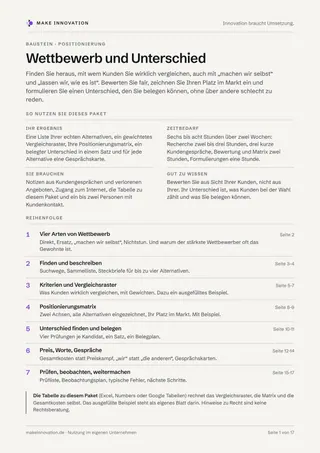 MAKE INNOVATION
Innovation braucht Umsetzung.
BAUSTEIN · POSITIONIERUNG
Wettbewerb und Unterschied
Finden Sie heraus, mit wem Kunden Sie wirklich vergleichen, auch mit „machen wir selbst“
und „lassen wir, wie es ist“. Bewerten Sie fair, zeichnen Sie Ihren Platz im Markt ein und
formulieren Sie einen Unterschied, den Sie belegen können, ohne über andere schlecht zu
reden.
SO NUTZEN SIE DIESES PAKET
IHR ERGEBNIS
Eine Liste Ihrer echten Alternativen, ein gewichtetes
Vergleichsraster, Ihre Positionierungsmatrix, ein
belegter Unterschied in einem Satz und für jede
Alternative eine Gesprächskarte.
ZEITBEDARF
Sechs bis acht Stunden über zwei Wochen:
Recherche zwei bis drei Stunden, drei kurze
Kundengespräche, Bewertung und Matrix zwei
Stunden, Formulierungen eine Stunde.
SIE BRAUCHEN
Notizen aus Kundengesprächen und verlorenen
Angeboten, Zugang zum Internet, die Tabelle zu
diesem Paket und ein bis zwei Personen mit
Kundenkontakt.
GUT ZU WISSEN
Bewerten Sie aus Sicht Ihrer Kunden, nicht aus
Ihrer. Ihr Unterschied ist, was Kunden bei der Wahl
zählt und was Sie belegen können.
REIHENFOLGE
1 Vier Arten von Wettbewerb Seite 2
Direkt, Ersatz, „machen wir selbst“, Nichtstun. Und warum der stärkste Wettbewerber oft das
Gewohnte ist.
2 Finden und beschreiben Seite 3–4
Suchwege, Sammelliste, Steckbriefe für bis zu vier Alternativen.
3 Kriterien und Vergleichsraster Seite 5–7
Was Kunden wirklich vergleichen, mit Gewichten. Dazu ein ausgefülltes Beispiel.
4 Positionierungsmatrix Seite 8–9
Zwei Achsen, alle Alternativen eingezeichnet, Ihr Platz im Markt. Mit Beispiel.
5 Unterschied finden und belegen Seite 10–11
Vier Prüfungen je Kandidat, ein Satz, ein Belegplan.
6 Preis, Worte, Gespräche Seite 12–14
Gesamtkosten statt Preiskampf, „wir“ statt „die anderen“, Gesprächskarten.
7 Prüfen, beobachten, weitermachen Seite 15–17
Prüfliste, Beobachtungsplan, typische Fehler, nächste Schritte.
Die Tabelle zu diesem Paket (Excel, Numbers oder Google Tabellen) rechnet das Vergleichsraster, die Matrix und die
Gesamtkosten selbst. Das ausgefüllte Beispiel steht als eigenes Blatt darin. Hinweise zu Recht sind keine
Rechtsberatung.
makeinnovation.de · Nutzung im eigenen Unternehmen
Seite 1 von 17